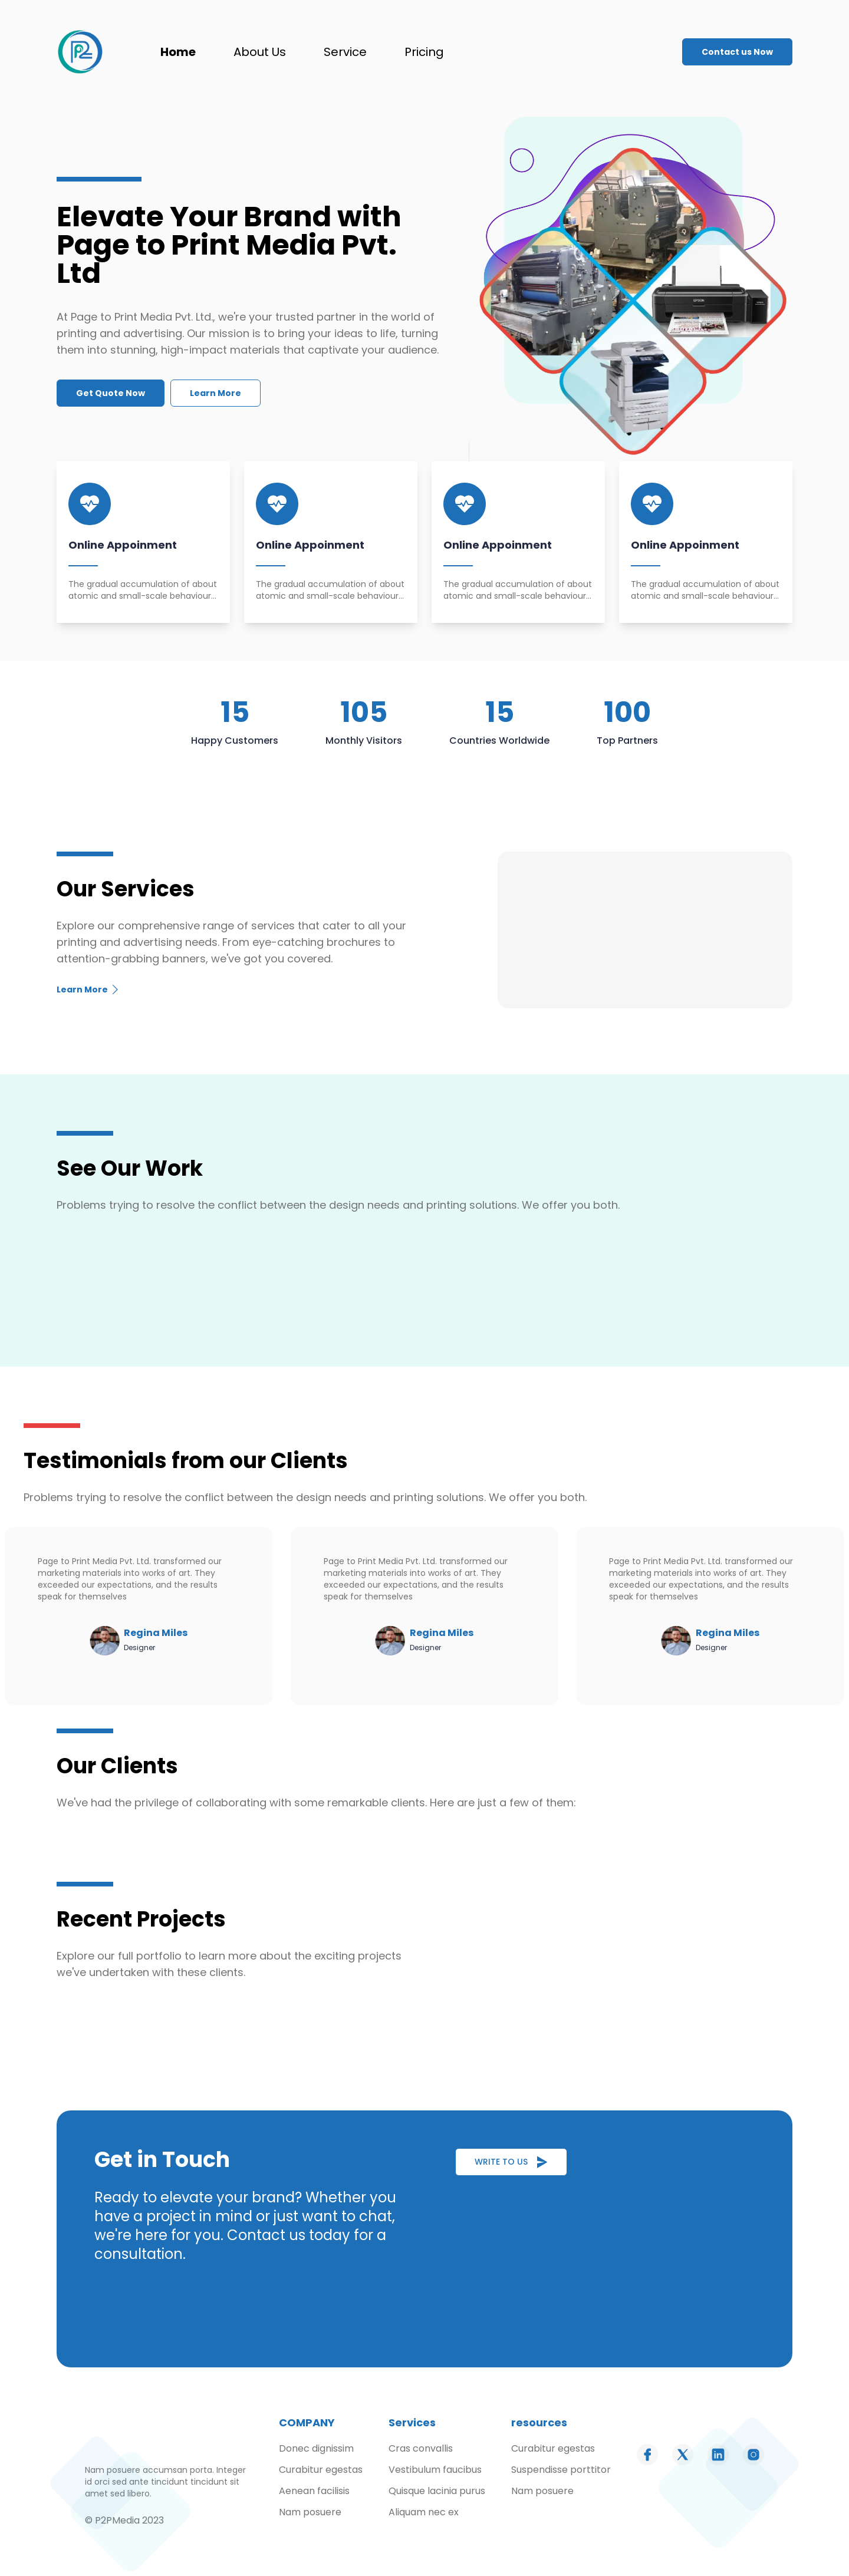 P2
Home
About Us
Service
Pricing
Contact us Now
Elevate Your Brand with
Page to Print Media Pvt.
Ltd
At Page to Print Media Pvt. Ltd., we're your trusted partner in the world of
printing and advertising. Our mission is to bring your ideas to life, turning
them into stunning, high-impact materials that captivate your audience.
Get Quote Now
Learn More
Online Appoinment
The gradual accumulation of about
atomic and small-scale behaviour...
Online Appoinment
The gradual accumulation of about
atomic and small-scale behaviour...
Online Appoinment
The gradual accumulation of about
atomic and small-scale behaviour...
Online Appoinment
The gradual accumulation of about
atomic and small-scale behaviour...
15
Happy Customers
105
Monthly Visitors
15
Countries Worldwide
100
Top Partners
Our Services
Explore our comprehensive range of services that cater to all your
printing and advertising needs. From eye-catching brochures to
attention-grabbing banners, we've got you covered.
Learn More
See Our Work
Problems trying to resolve the conflict between the design needs and printing solutions. We offer you both.
Testimonials from our Clients
Problems trying to resolve the conflict between the design needs and printing solutions. We offer you both.
Page to Print Media Pvt. Ltd. transformed our
marketing materials into works of art. They
exceeded our expectations, and the results
speak for themselves
Regina Miles
Designer
Page to Print Media Pvt. Ltd. transformed our
marketing materials into works of art. They
exceeded our expectations, and the results
speak for themselves
Regina Miles
Designer
Page to Print Media Pvt. Ltd. transformed our
marketing materials into works of art. They
exceeded our expectations, and the results
speak for themselves
Regina Miles
Designer
Our Clients
We've had the privilege of collaborating with some remarkable clients. Here are just a few of them:
Recent Projects
Explore our full portfolio to learn more about the exciting projects
we've undertaken with these clients.
Get in Touch
Ready to elevate your brand? Whether you
have a project in mind or just want to chat,
we're here for you. Contact us today for a
consultation.
WRITE TO US
Nam posuere accumsan porta. Integer
id orci sed ante tincidunt tincidunt sit
amet sed libero.
© P2PMedia 2023
COMPANY
Donec dignissim
Curabitur egestas
Aenean facilisis
Nam posuere
Services
Cras convallis
Vestibulum faucibus
Quisque lacinia purus
Aliquam nec ex
resources
Curabitur egestas
Suspendisse porttitor
Nam posuere